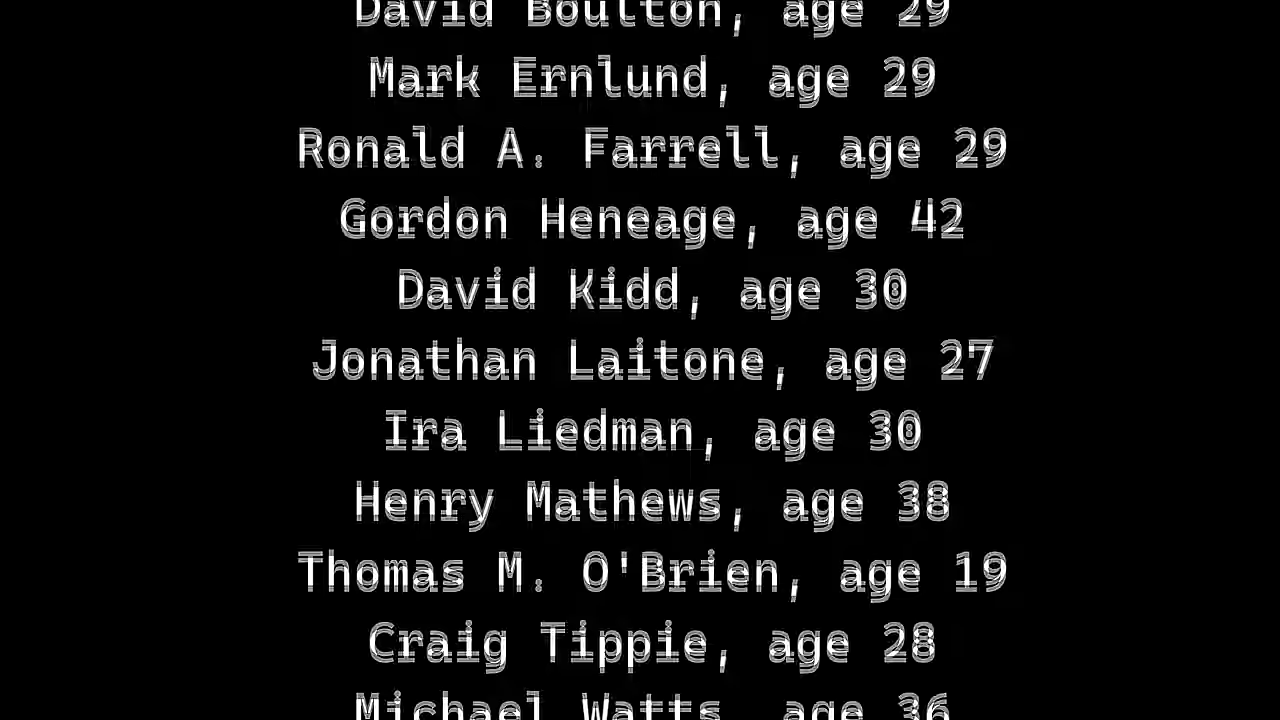 David Boulton, age 29
Mark Ernlund, age 29
Ronald A. Farrell, age 29
Gordon Heneage, age 42
David Kidd, age 30
Jonathan Laitone, age 27
Ira Liedman, age 30
Henry Mathews, age 38
Thomas M. O'Brien, age 19
Craig Tippie, age 28
Michael Watts, age 36